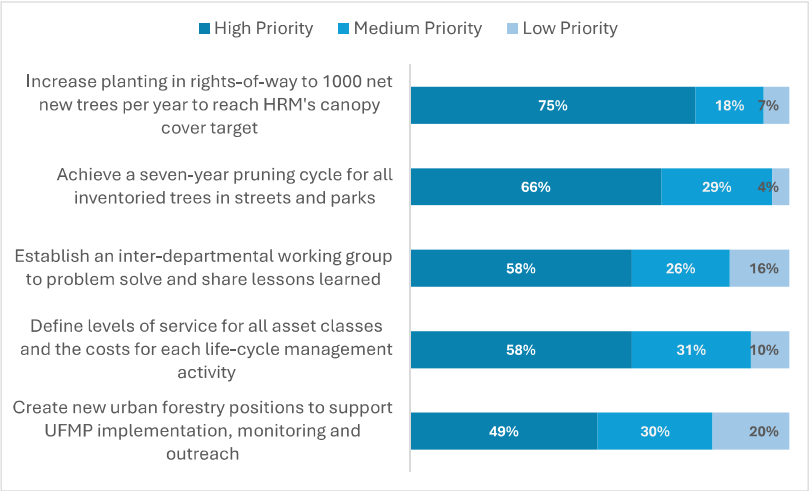 High Priority Medium Priority Low Priority
Increase planting in rights-of-way to 1000 net
new trees per year to reach HRM's canopy
cover target
75% 18% 7%
Achieve a seven-year pruning cycle for all
inventoried trees in streets and parks
66% 29% 4%
Establish an inter-departmental working group
to problem solve and share lessons learned
58% 26% 16%
Define levels of service for all asset classes
and the costs for each life-cycle management
activity
58% 31% 10%
Create new urban forestry positions to support
UFMP implementation, monitoring and
outreach
49% 30% 20%